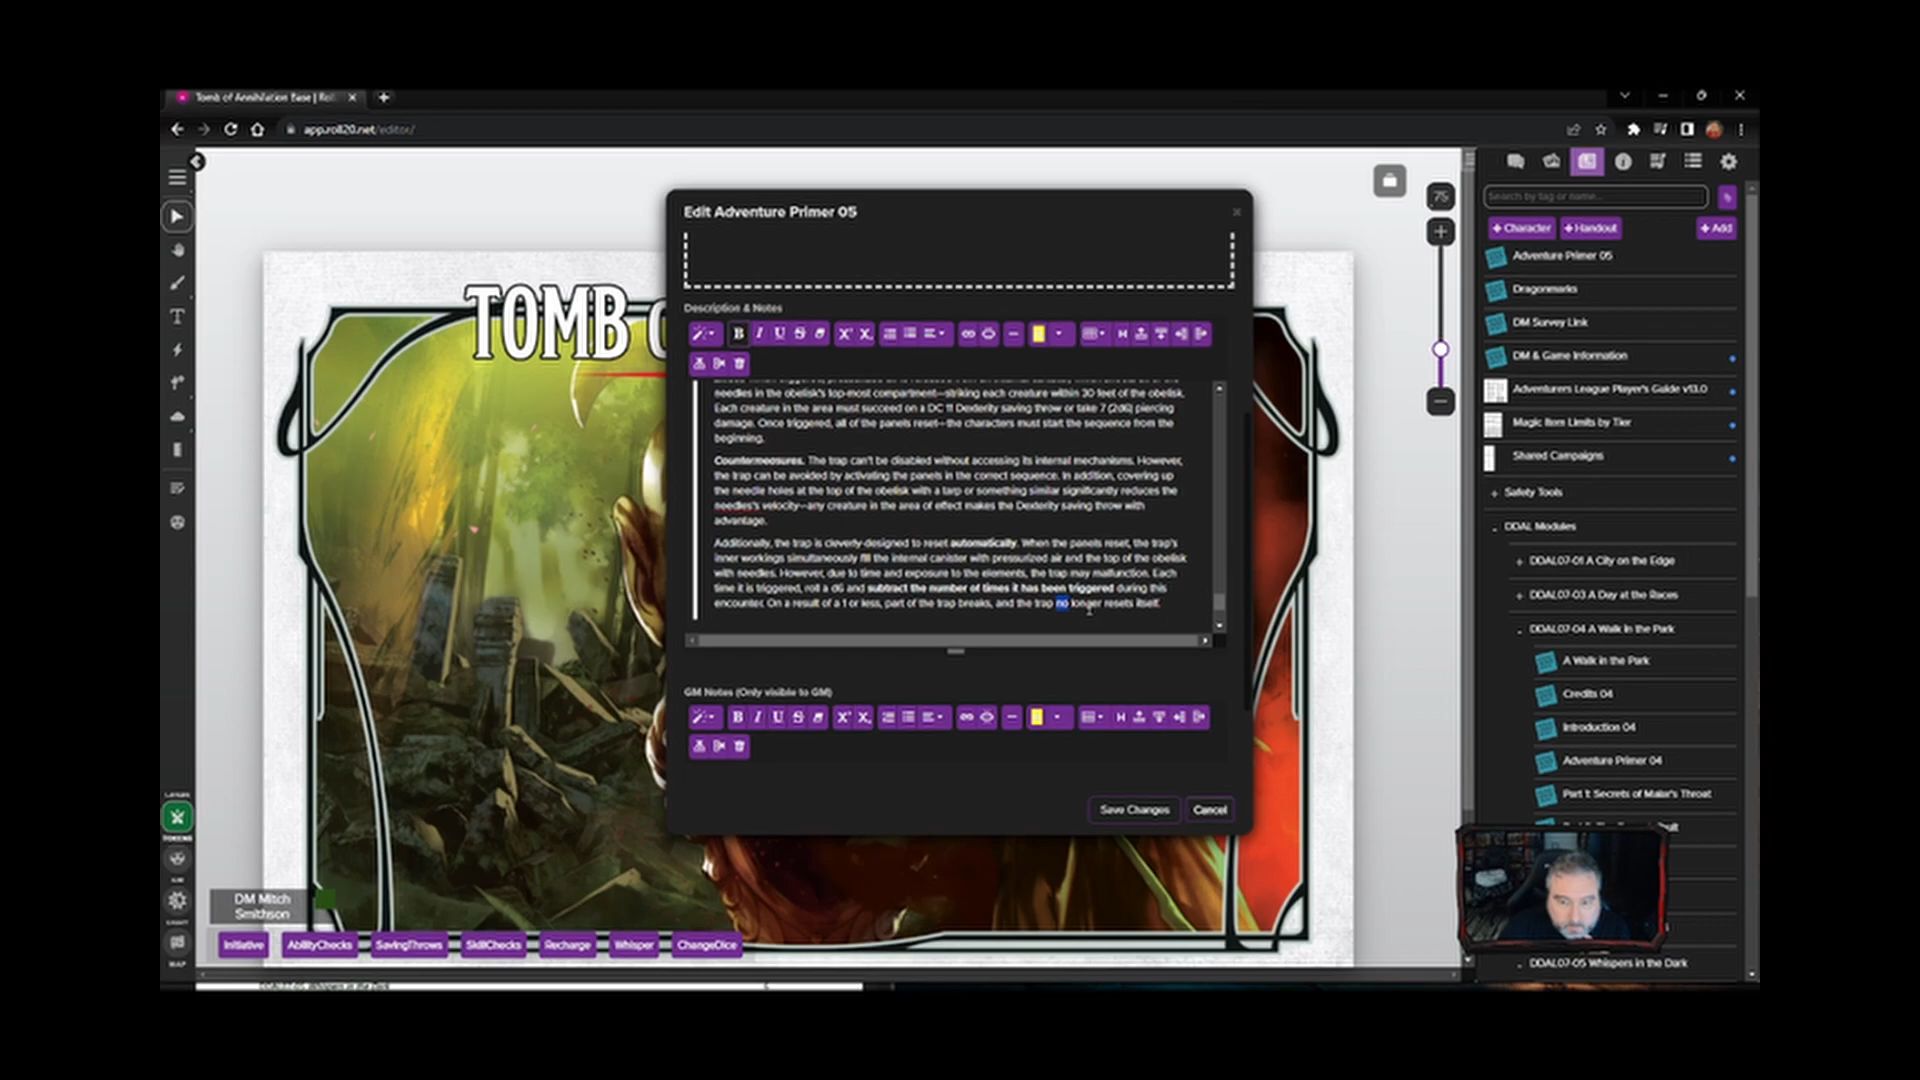 Tomb of Annihilation Base | Rol
app.roll20.net/editor/
75
Search by tag or name...
+ Character
+ Handout
+ Add
Adventure Primer 05
Dragonmarks
DM Survey Link
DM & Game Information
Adventurers League Player's Guide v13.0
Magic Item Limits by Tier
Shared Campaigns
+ Safety Tools
- DDAL Modules
+ DDAL07-01 A City on the Edge
+ DDAL07-03 A Day at the Races
- DDAL07-04 A Walk in the Park
A Walk in the Park
Credits 04
Introduction 04
Adventure Primer 04
Part 1: Secrets of Malar's Throat
- DDAL07-05 Whispers in the Dark
TOMB
Edit Adventure Primer 05
Description & Notes
needles in the obelisk's top-most compartment—striking each creature within 30 feet of the obelisk.
Each creature in the area must succeed on a DC 11 Dexterity saving throw or take 7 (2d6) piercing
damage. Once triggered, all of the panels reset—the characters must start the sequence from the
beginning.
Countermeasures. The trap can't be disabled without accessing its internal mechanisms. However,
the trap can be avoided by activating the panels in the correct sequence. In addition, covering up
the needle holes at the top of the obelisk with a tarp or something similar significantly reduces the
needles's velocity—any creature in the area of effect makes the Dexterity saving throw with
advantage.
Additionally, the trap is cleverly-designed to reset automatically. When the panels reset, the trap's
inner workings simultaneously fill the internal canister with pressurized air and the top of the obelisk
with needles. However, due to time and exposure to the elements, the trap may malfunction. Each
time it is triggered, roll a d6 and subtract the number of times it has been triggered during this
encounter. On a result of a 1 or less, part of the trap breaks, and the trap no longer resets itself.
GM Notes (Only visible to GM)
Save Changes
Cancel
TOKENS
MAP
DM Mitch
Smithson
Initiative
AbilityChecks
SavingThrows
SkillChecks
Recharge
Whisper
ChangeDice